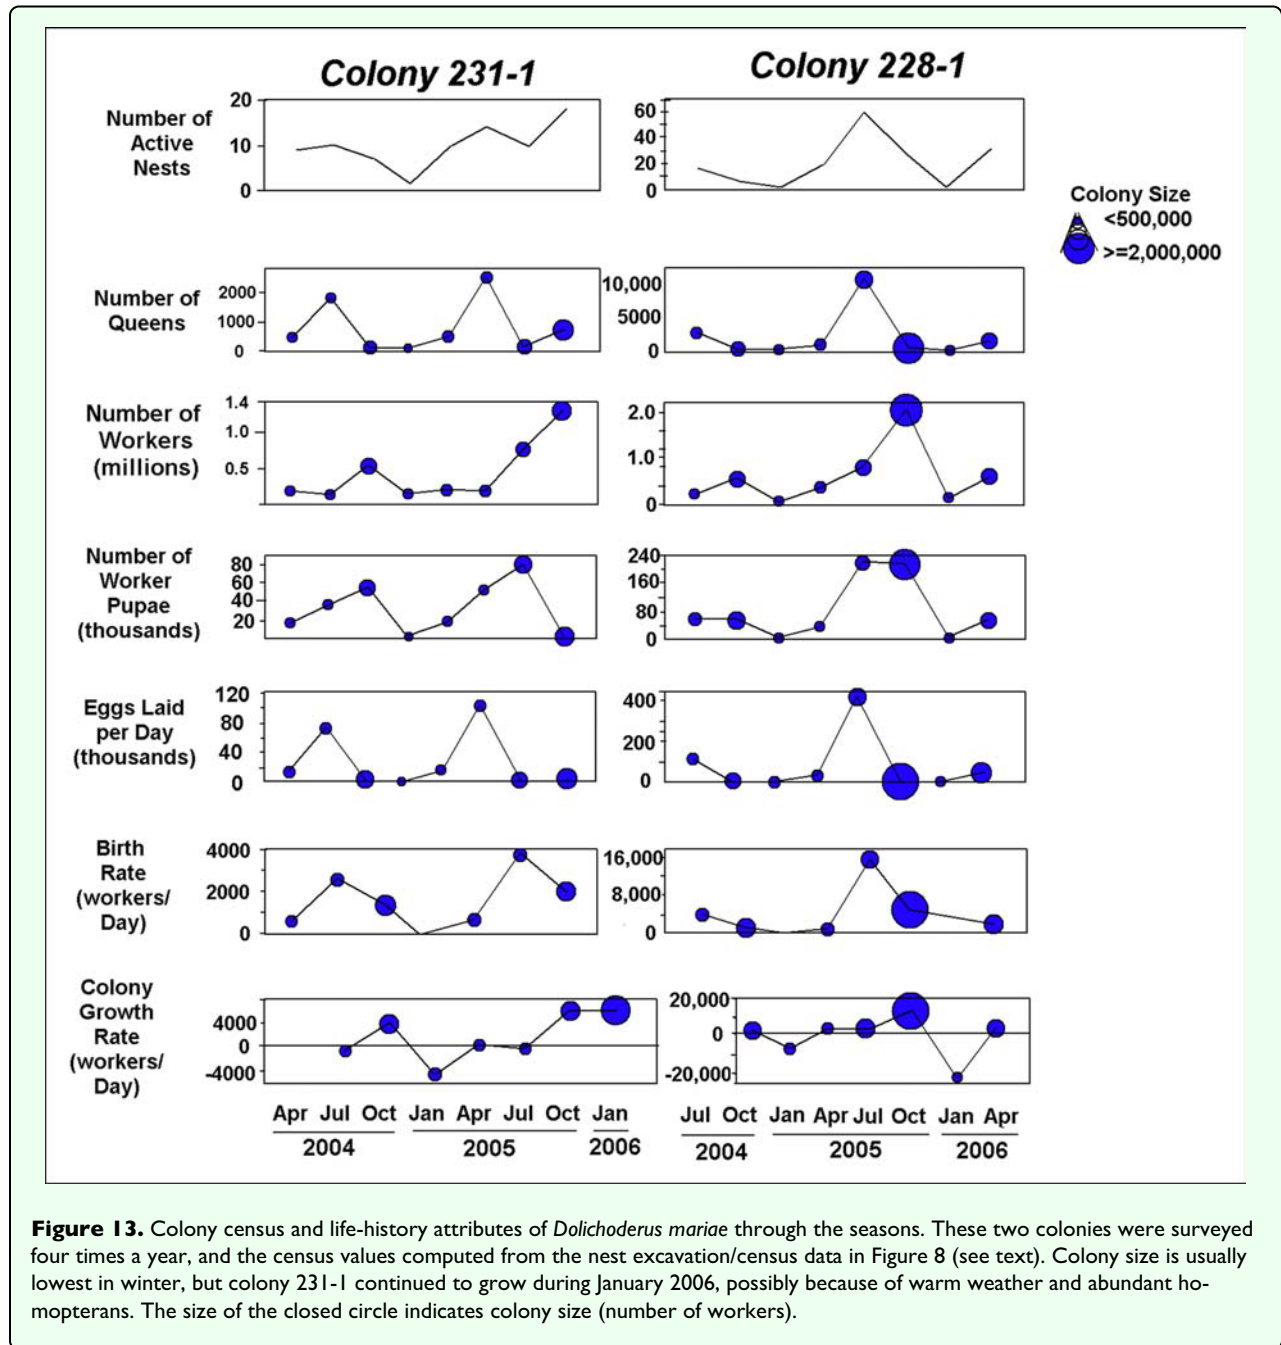 Colony 231-1
Colony 228-1
Number of
Active
Nests
20
10
0
60
40
20
0
Colony Size
<500,000
>=2,000,000
Number of
Queens
2000
1000
0
10,000
5000
0
Number of
Workers
(millions)
1.4
1.0
0.5
2.0
1.0
0
Number of
Worker
Pupae
(thousands)
80
60
40
20
240
160
80
0
Eggs Laid
per Day
(thousands)
120
80
40
0
400
200
0
Birth
Rate
(workers/
Day)
4000
2000
0
16,000
8,000
0
Colony
Growth
Rate
(workers/
Day)
4000
0
-4000
20,000
0
-20,000
Apr Jul Oct Jan Apr Jul Oct Jan
2004 2005 2006
Jul Oct Jan Apr Jul Oct Jan Apr
2004 2005 2006
Figure 13. Colony census and life-history attributes of Dolichoderus mariae through the seasons. These two colonies were surveyed
four times a year, and the census values computed from the nest excavation/census data in Figure 8 (see text). Colony size is usually
lowest in winter, but colony 231-1 continued to grow during January 2006, possibly because of warm weather and abundant ho-
mopterans. The size of the closed circle indicates colony size (number of workers).